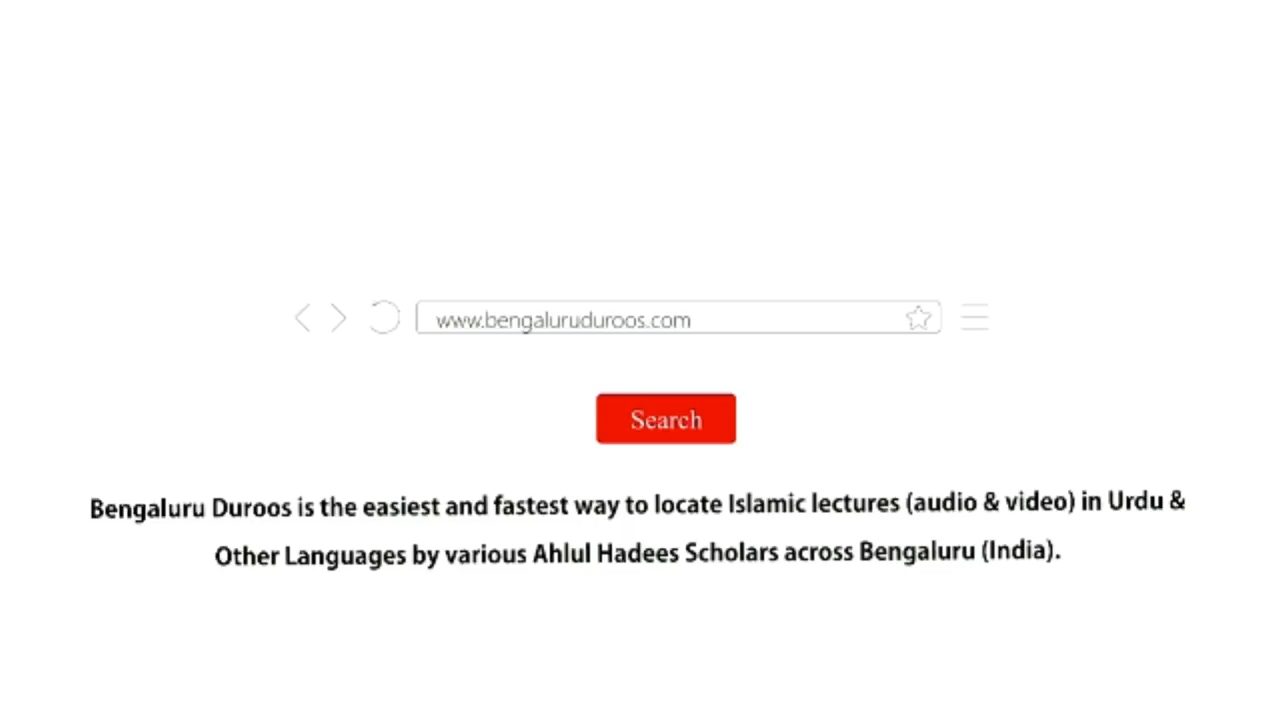 www.bengaluruduroos.com
Search
Bengaluru Duroos is the easiest and fastest way to locate Islamic lectures (audio & video) in Urdu &
Other Languages by various Ahlul Hadees Scholars across Bengaluru (India).